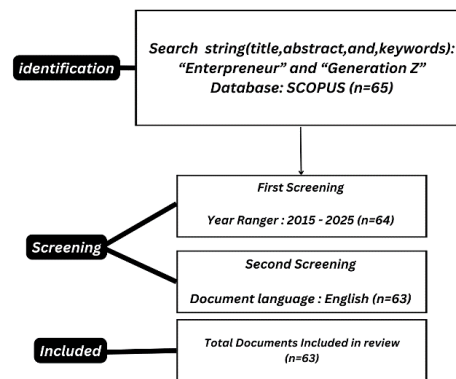 identification
Search string(title,abstract,and,keywords):
“Enterpreneur” and “Generation Z”
Database: SCOPUS (n=65)
First Screening
Year Ranger : 2015 - 2025 (n=64)
Screening
Second Screening
Document language : English (n=63)
Included
Total Documents Included in review
(n=63)